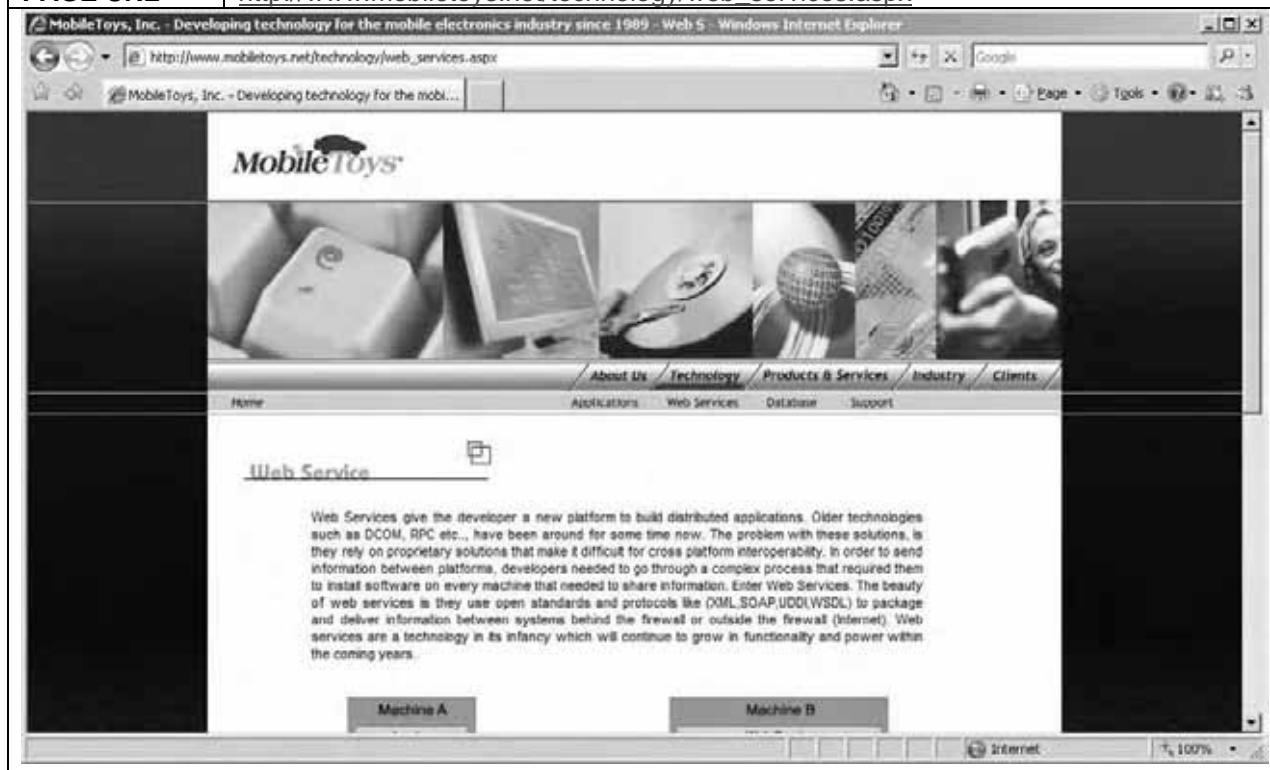 http://www.mobiletoys.net/technology/web_services.aspx
MobileToys, Inc. - Developing technology for the mobile electronics industry since 1989 - Web S - Windows Internet Explorer
http://www.mobiletoys.net/technology/web_services.aspx
Google
MobileToys, Inc. - Developing technology for the mobi...
Page
Tools
MobileToys
About Us / Technology / Products & Services / Industry / Clients /
Home Applications Web Services Database Support
Web Service
Web Services give the developer a new platform to build distributed applications. Older technologies
such as DCOM, RPC etc.., have been around for some time now. The problem with these solutions, is
they rely on proprietary solutions that make it difficult for cross platform interoperability. In order to send
information between platforms, developers needed to go through a complex process that required them
to install software on every machine that needed to share information. Enter Web Services. The beauty
of web services is they use open standards and protocols like (XML,SOAP,UDDI,WSDL) to package
and deliver information between systems behind the firewall or outside the firewall (Internet). Web
services are a technology in its infancy which will continue to grow in functionality and power within
the coming years.
Machine A Machine B
Internet 100%